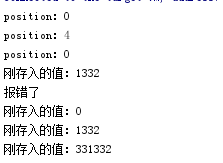 position: 0
position: 4
position: 0
刚存入的值: 1332
报错了
刚存入的值: 0
刚存入的值: 1332
刚存入的值: 331332